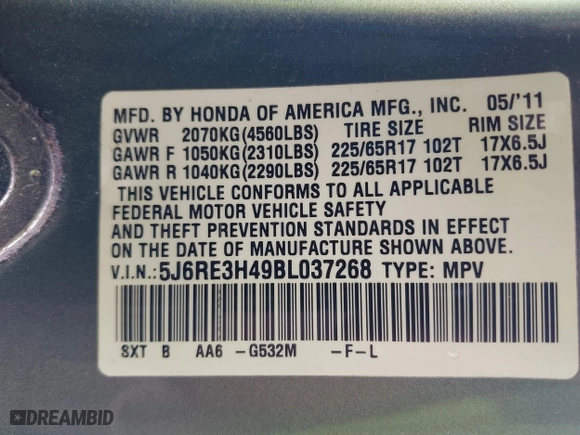 MFD. BY HONDA OF AMERICA MFG., INC. 05/'11
GVWR 2070KG(4560LBS) TIRE SIZE RIM SIZE
GAWR F 1050KG(2310LBS) 225/65R17 102T 17X6.5J
GAWR R 1040KG(2290LBS) 225/65R17 102T 17X6.5J
THIS VEHICLE CONFORMS TO ALL APPLICABLE
FEDERAL MOTOR VEHICLE SAFETY
AND THEFT PREVENTION STANDARDS IN EFFECT
ON THE DATE OF MANUFACTURE SHOWN ABOVE.
V.I.N.: 5J6RE3H49BL037268 TYPE: MPV
SXT B AA6 -G532M -F-L
DREAMBID